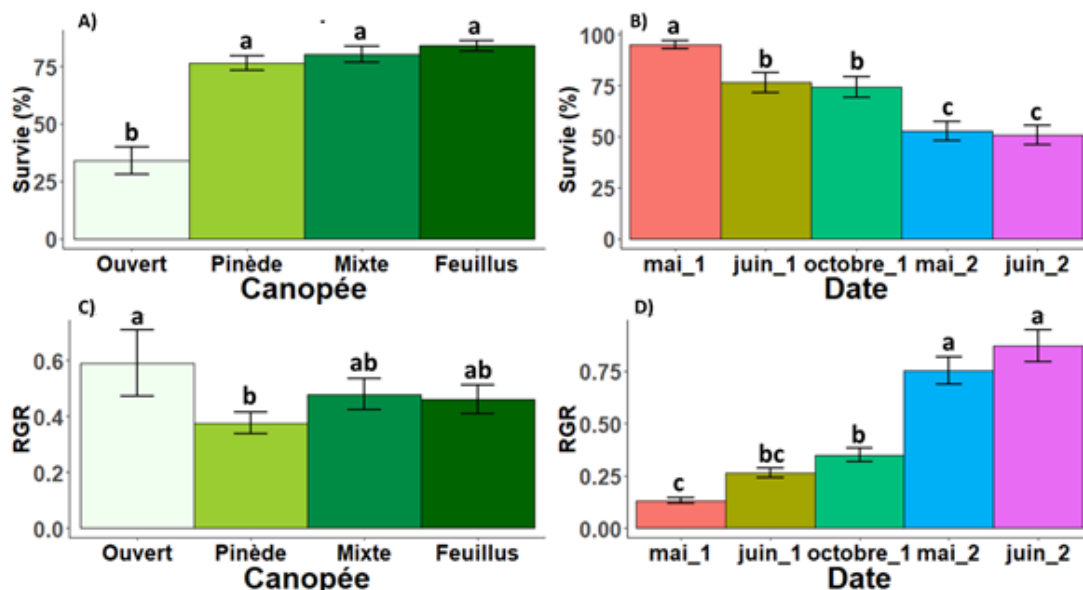 A)
a a a
b
75
50
25
0
Survie (%)
Ouvert Pinède Mixte Feuillus
Canopée
B)
a
b b
c c
100
75
50
25
0
Survie (%)
mai_1 juin_1 octobre_1 mai_2 juin_2
Date
C)
a
b
ab ab
0.6
0.4
0.2
0.0
RGR
Ouvert Pinède Mixte Feuillus
Canopée
D)
a
a
b
bc
c
0.75
0.50
0.25
0.00
RGR
mai_1 juin_1 octobre_1 mai_2 juin_2
Date